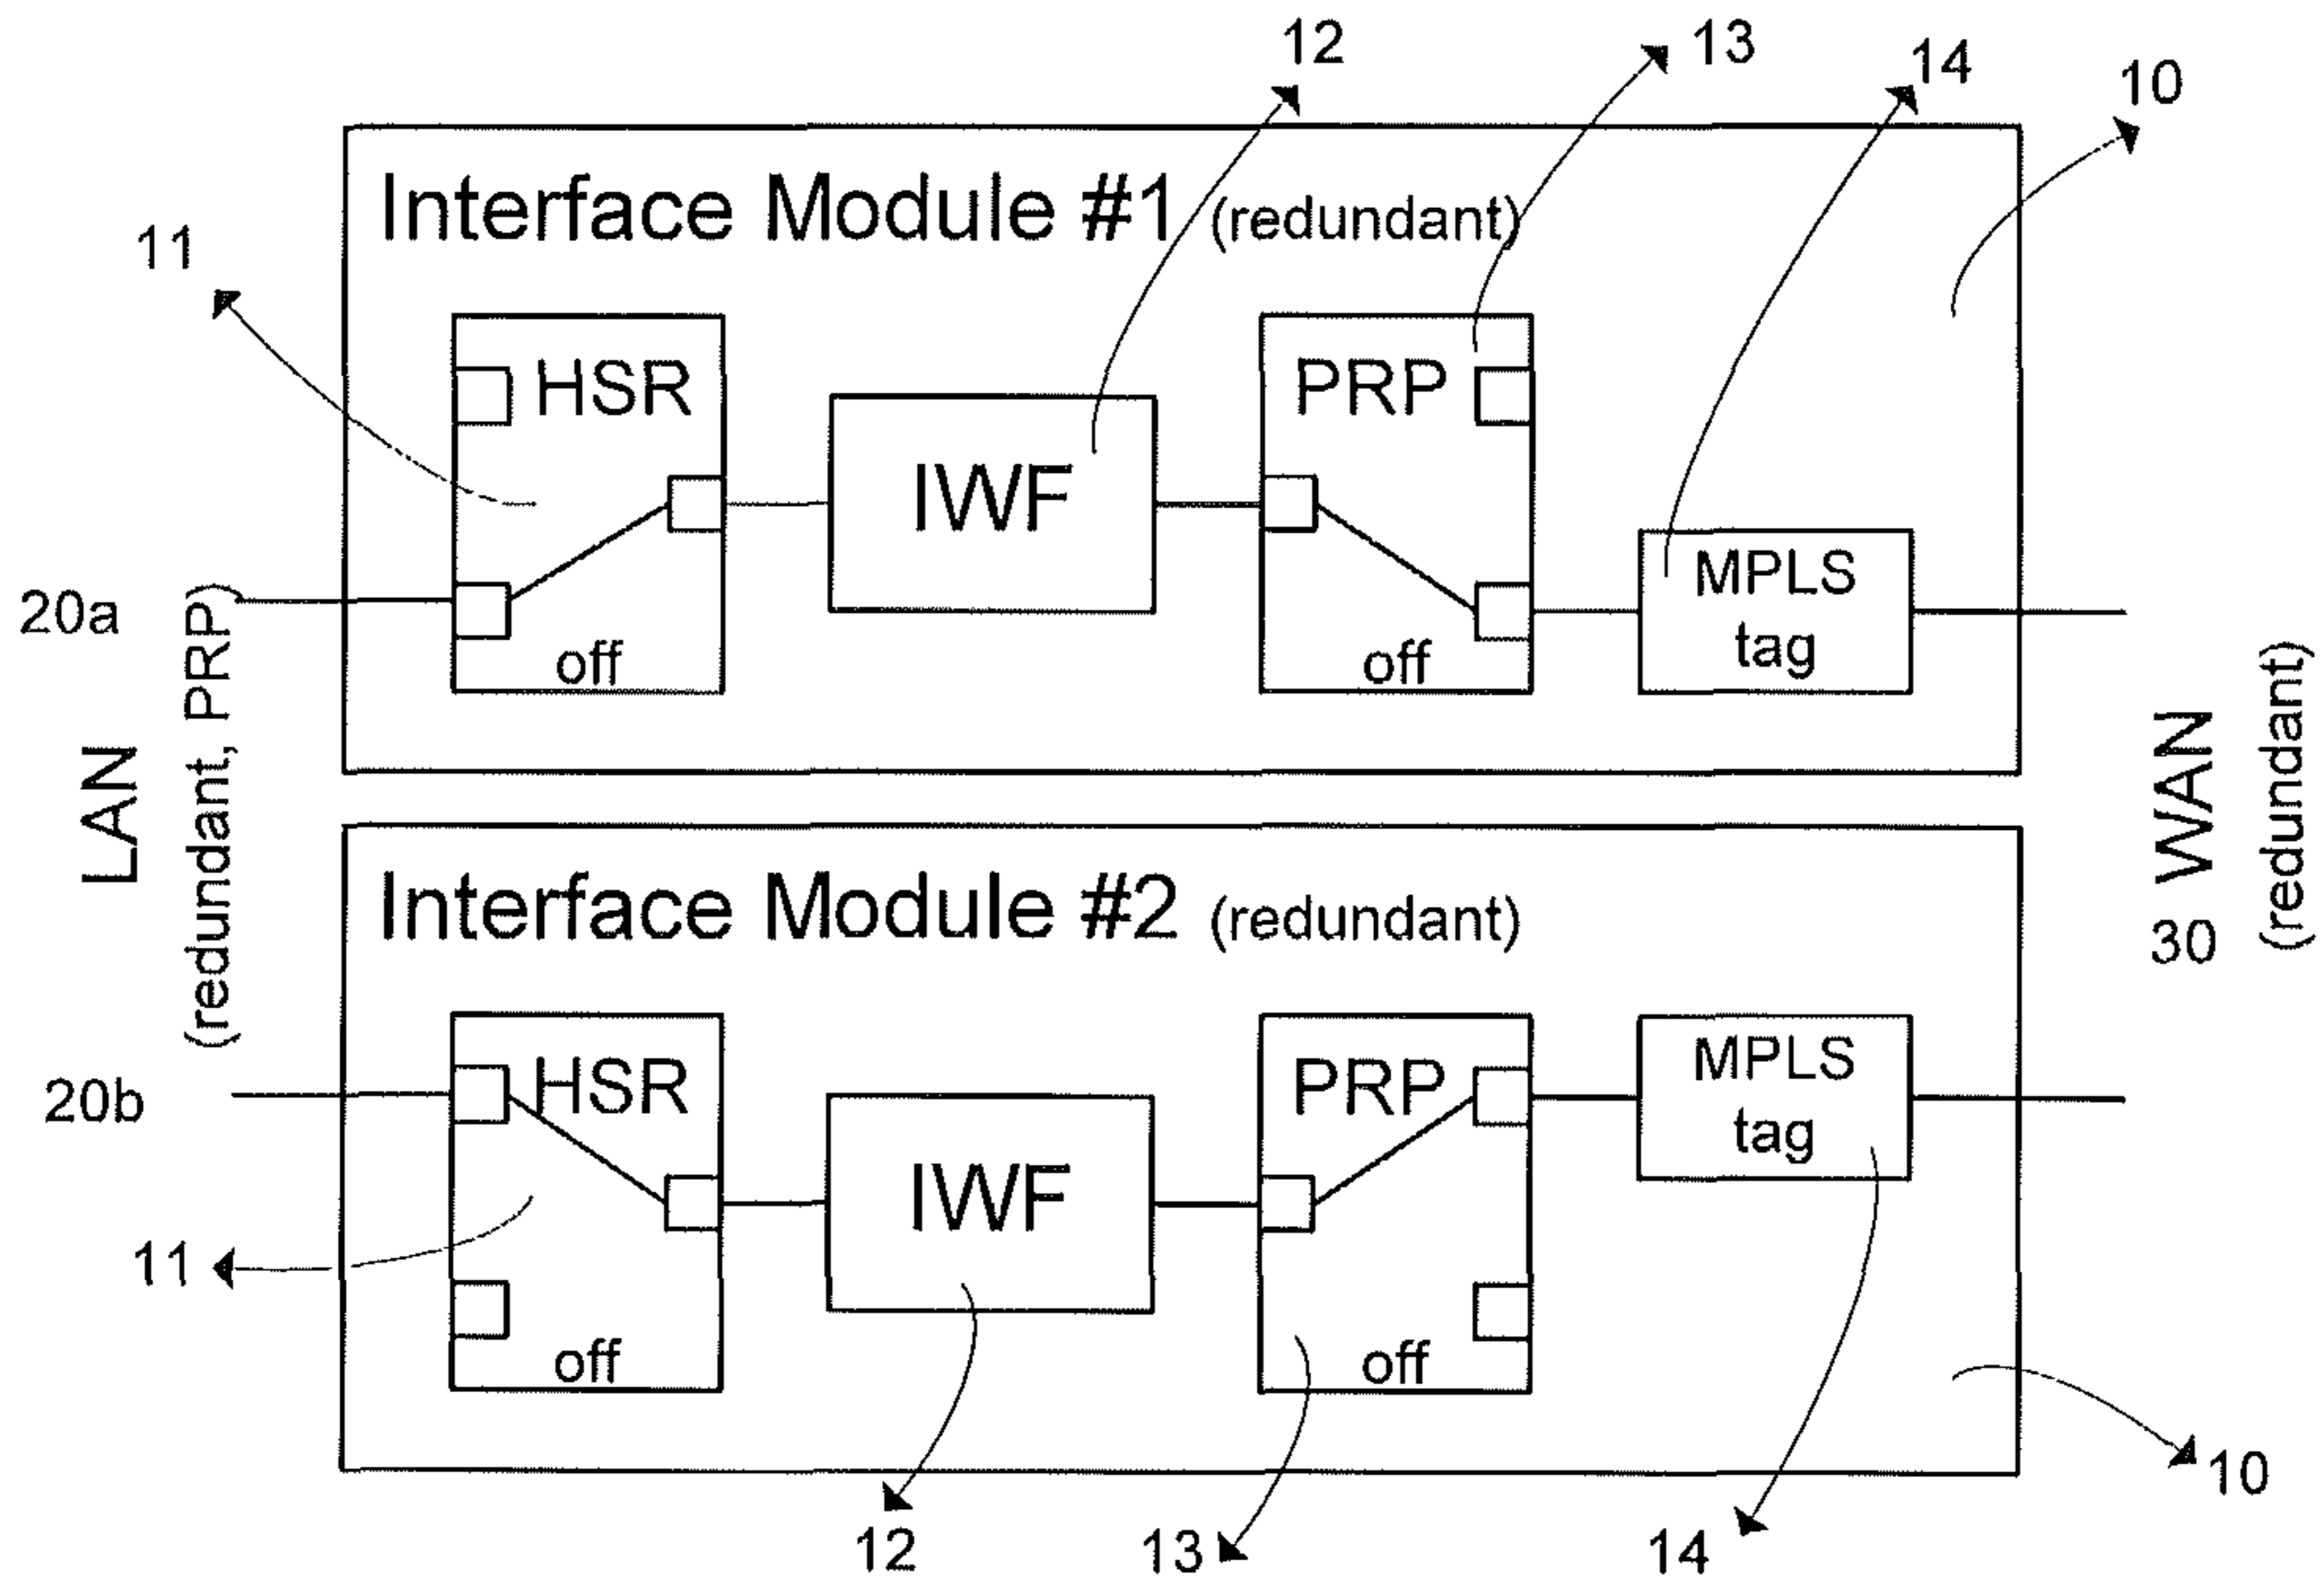 12
13
14
10
Interface Module #1 (redundant)
11
HSR
PRP
IWF
MPLS
tag
20a
off
off
LAN
(redundant, PRP)
WAN
30
(redundant)
Interface Module #2 (redundant)
20b
HSR
PRP
MPLS
tag
IWF
11
off
off
10
12
13
14